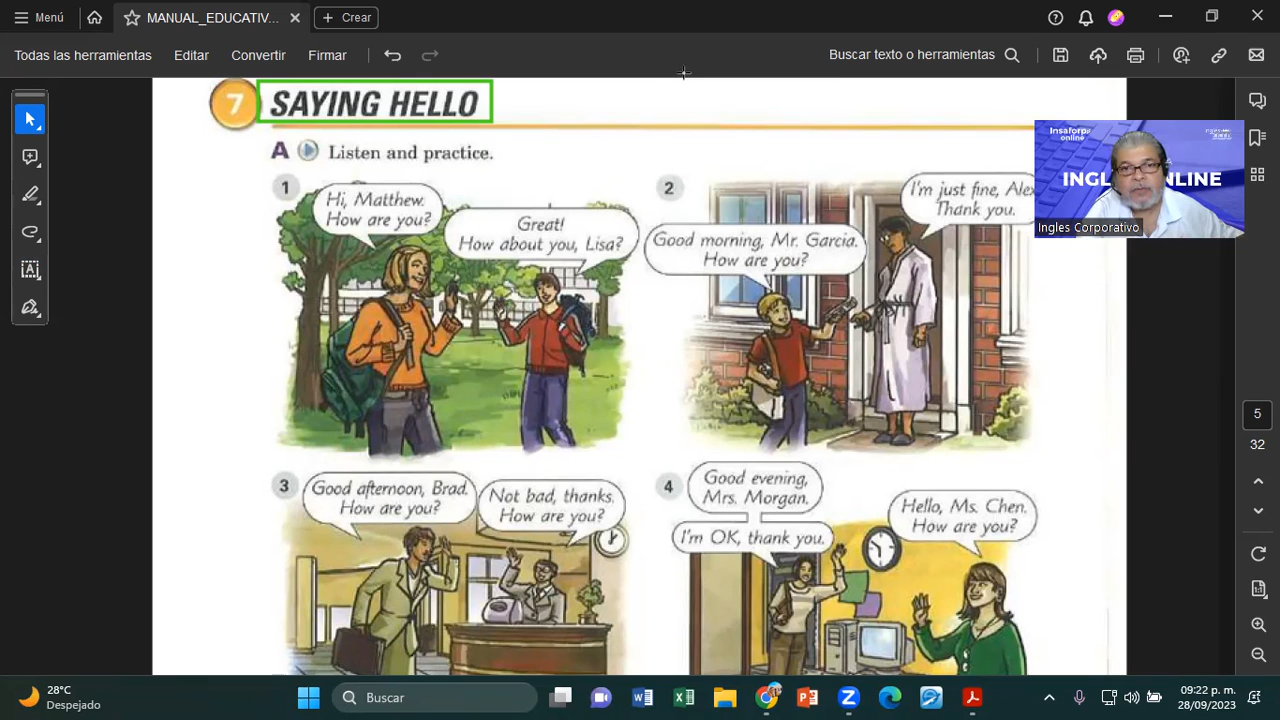 Menú
MANUAL_EDUCATIV...
Crear
Todas las herramientas
Editar
Convertir
Firmar
Buscar texto o herramientas
7 SAYING HELLO
A Listen and practice.
1
Hi, Matthew.
How are you?
Great!
How about you, Lisa?
2
Good morning, Mr. Garcia.
How are you?
I'm just fine, Alex
Thank you.
INGL
NLINE
Insaforp
online
Ingles Corporativo
3
Good afternoon, Brad.
How are you?
Not bad, thanks.
How are you?
4
Good evening,
Mrs. Morgan.
I'm OK, thank you.
Hello, Ms. Chen.
How are you?
5
32
28°C
Despejado
Buscar
09:22 p. m.
28/09/2023